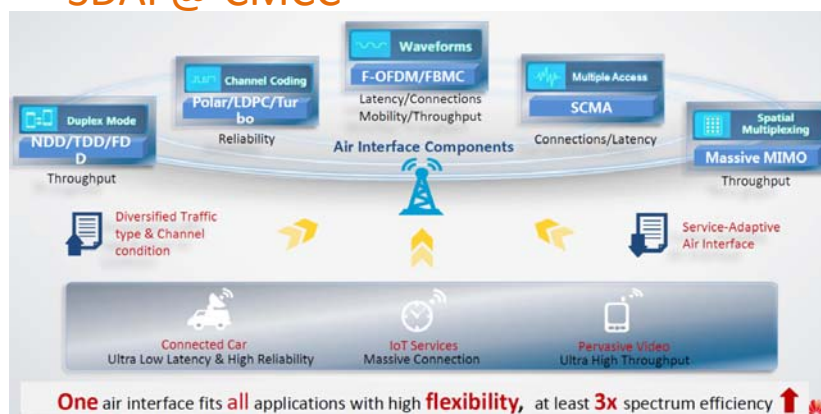 SDAI @ CMCC
Waveforms
F-OFDM/FBMC
Latency/Connections
Mobility/Throughput
Channel Coding
Polar/LDPC/Tur
bo
Reliability
Multiple Access
SCMA
Connections/Latency
Duplex Mode
NDD/TDD/FD
D
Throughput
Spatial
Multiplexing
Massive MIMO
Throughput
Air Interface Components
Diversified Traffic
type & Channel
condition
Service-Adaptive
Air Interface
Connected Car
Ultra Low Latency & High Reliability
IoT Services
Massive Connection
Pervasive Video
Ultra High Throughput
One air interface fits all applications with high flexibility, at least 3x spectrum efficiency